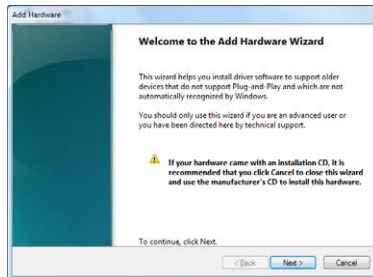 Add Hardware
Welcome to the Add Hardware Wizard
This wizard helps you install driver software to support older
devices that do not support Plug-and-Play and which are not
automatically recognized by Windows.
You should only use this wizard if you are an advanced user or
you have been directed here by technical support.
If your hardware came with an installation CD, it is
recommended that you click Cancel to close this wizard
and use the manufacturer's CD to install this hardware.
To continue, click Next.
< Back Next > Cancel